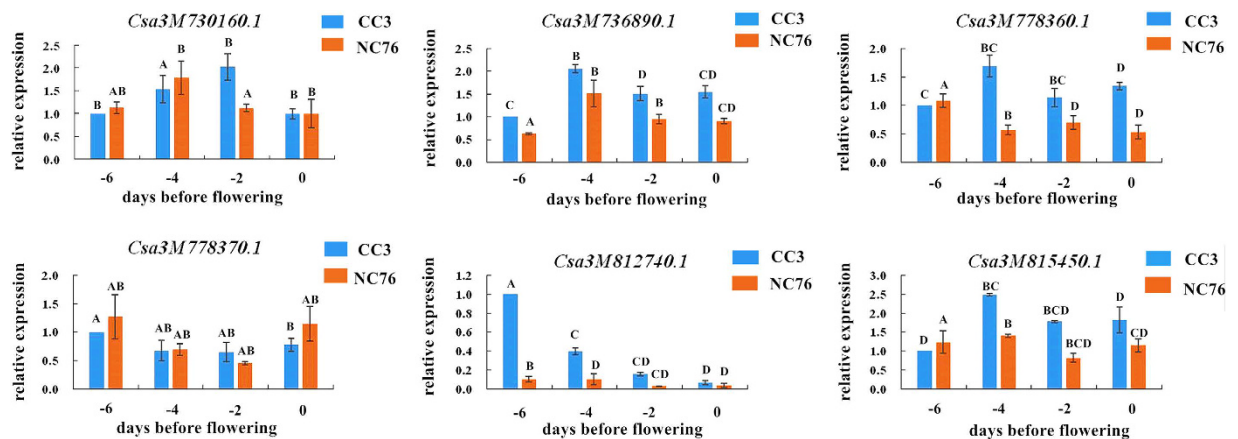 Csa3M730160.1
CC3
NC76
relative expression
2.5
2.0
1.5
1.0
0.5
0.0
B
AB
A
B
B
A
B
B
-6
-4
-2
0
days before flowering
Csa3M736890.1
CC3
NC76
relative expression
2.5
2.0
1.5
1.0
0.5
0.0
C
A
B
B
D
B
CD
CD
-6
-4
-2
0
days before flowering
Csa3M778360.1
CC3
NC76
relative expression
2.0
1.5
1.0
0.5
0.0
C
A
BC
B
BC
D
D
D
-6
-4
-2
0
days before flowering
Csa3M778370.1
CC3
NC76
relative expression
2.0
1.5
1.0
0.5
0.0
A
AB
AB
AB
AB
AB
B
AB
-6
-4
-2
0
days before flowering
Csa3M812740.1
CC3
NC76
relative expression
1.2
1.0
0.8
0.6
0.4
0.2
0.0
A
B
C
D
CD
CD
D
D
-6
-4
-2
0
days before flowering
Csa3M815450.1
CC3
NC76
relative expression
3.0
2.5
2.0
1.5
1.0
0.5
0.0
D
A
BC
B
BCD
BCD
D
CD
-6
-4
-2
0
days before flowering